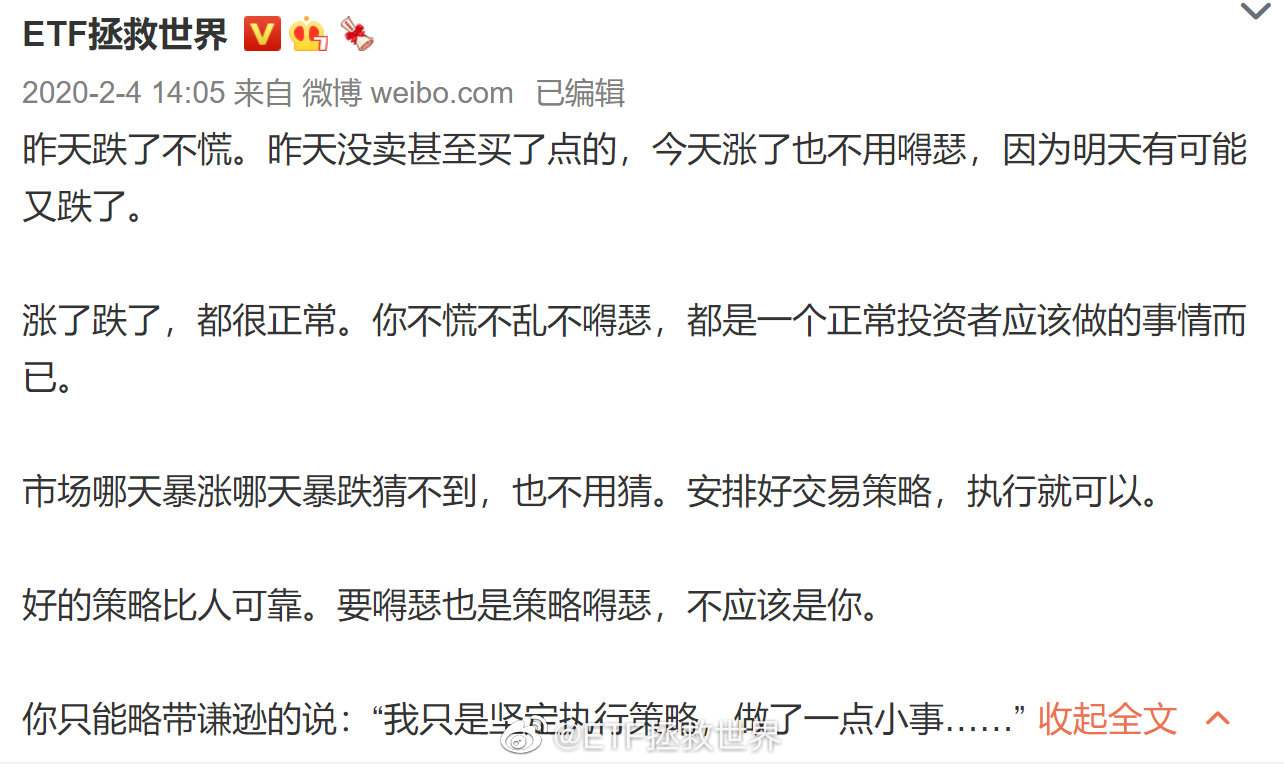 ETF拯救世界
2020-2-4 14:05 来自 微博 weibo.com 已编辑
昨天跌了不慌。昨天没卖甚至买了点的，今天涨了也不用嘚瑟，因为明天有可能
又跌了。
涨了跌了，都很正常。你不慌不乱不嘚瑟，都是一个正常投资者应该做的事情而
已。
市场哪天暴涨哪天暴跌猜不到，也不用猜。安排好交易策略，执行就可以。
好的策略比人可靠。要嘚瑟也是策略嘚瑟，不应该是你。
你只能略带谦逊的说：“我只是坚定执行策略，做了一点小事……” 收起全文
@ETF拯救世界